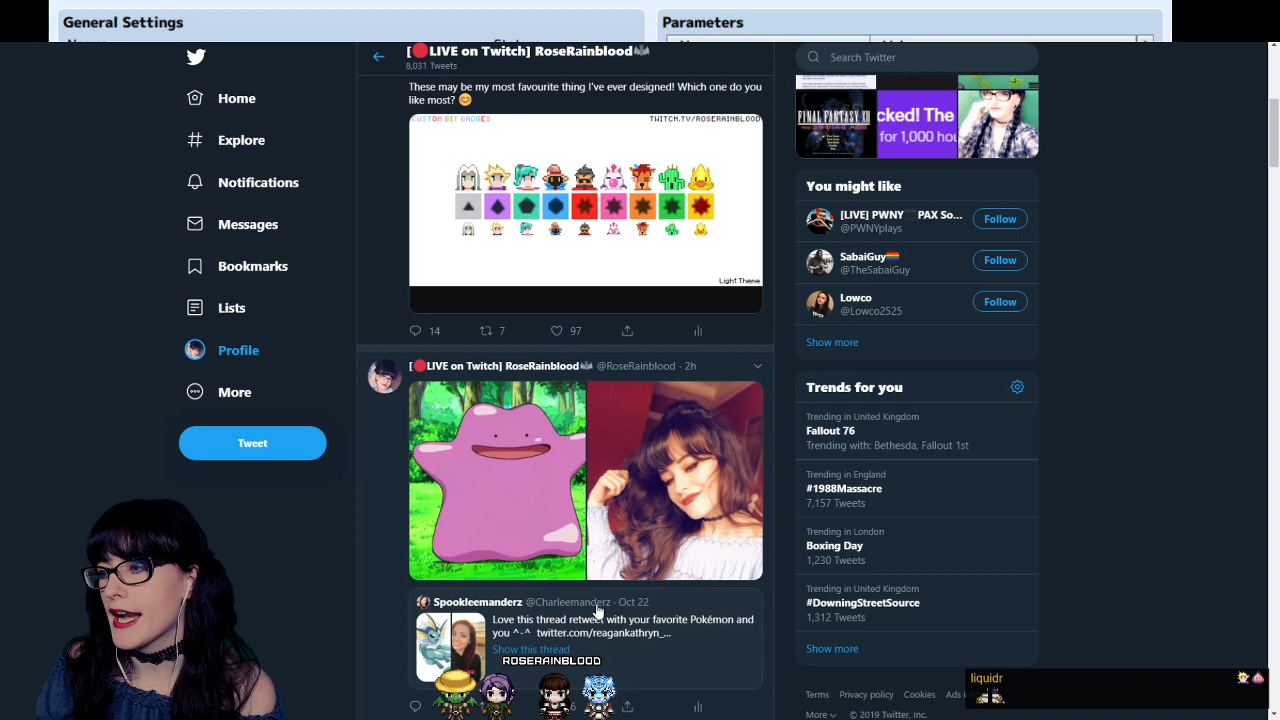 General Settings
Parameters
[🔴LIVE on Twitch] RoseRainblood🦇
8,031 Tweets
Search Twitter
Home
Explore
Notifications
Messages
Bookmarks
Lists
Profile
More
Tweet
These may be my most favourite thing I've ever designed! Which one do you
like most? 😊
CUSTOM BIT BADGES
TWITCH.TV/ROSERAINBLOOD
Light Theme
14
7
97
[🔴LIVE on Twitch] RoseRainblood🦇 @RoseRainblood · 2h
Spookleemanderz @Charleemanderz · Oct 22
Love this thread retweet with your favorite Pokémon and
you ^-^ twitter.com/reagankathryn_...
Show this thread
ROSERAINBLOOD
FINAL FANTASY XII
cked! The
for 1,000 hou
You might like
[LIVE] PWNY PAX So...
@PWNYplays
Follow
SabaiGuy🏳️‍🌈
@TheSabaiGuy
Follow
Lowco
@Lowco2525
Follow
Show more
Trends for you
Trending in United Kingdom
Fallout 76
Trending with: Bethesda, Fallout 1st
Trending in England
#1988Massacre
7,157 Tweets
Trending in London
Boxing Day
1,230 Tweets
Trending in United Kingdom
#DowningStreetSource
1,312 Tweets
Show more
liquidr
Terms Privacy policy Cookies Ads
More © 2019 Twitter, Inc.